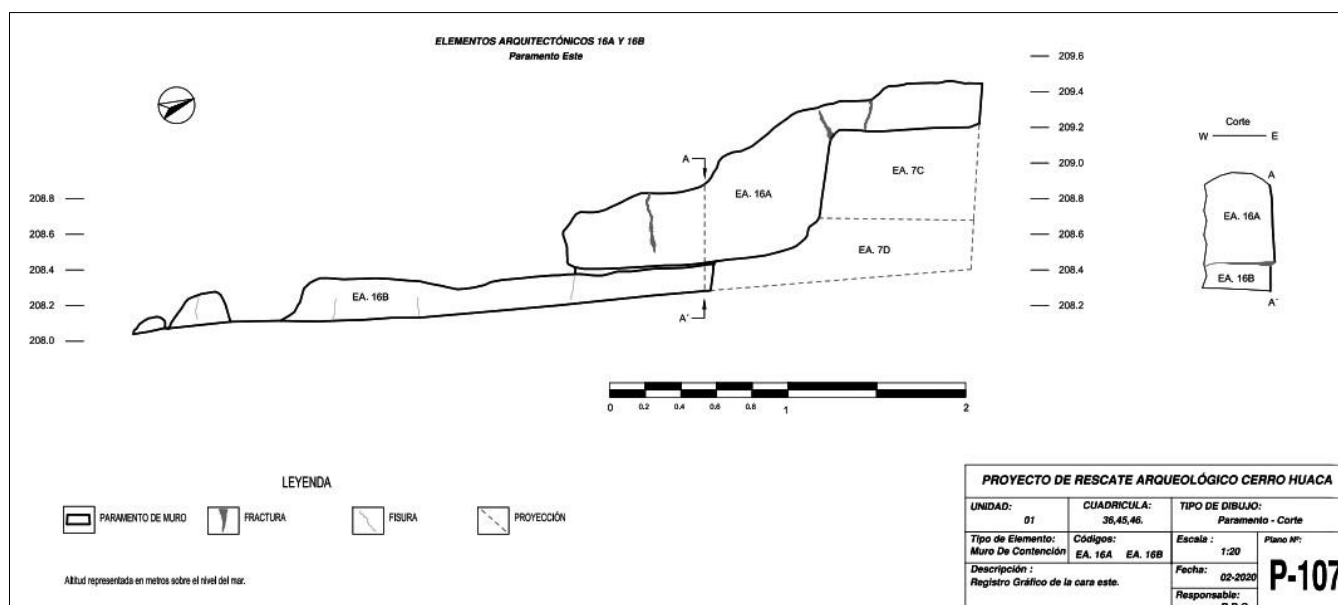 ELEMENTOS ARQUITECTÓNICOS 16A Y 16B
Paramento Este
209.6
209.4
209.2
209.0
208.8
208.6
208.4
208.2
208.8
208.6
208.4
208.2
208.0
A
A´
EA. 16A
EA. 7C
EA. 7D
EA. 16B
Corte
W E
A
EA. 16A
EA. 16B
A´
0 0.2 0.4 0.6 0.8 1 2
LEYENDA
PARAMENTO DE MURO
FRACTURA
FISURA
PROYECCIÓN
Altitud representada en metros sobre el nivel del mar.
PROYECTO DE RESCATE ARQUEOLÓGICO CERRO HUACA
UNIDAD:
01
CUADRICULA:
36,45,46.
TIPO DE DIBUJO:
Paramento - Corte
Tipo de Elemento:
Muro De Contención
Códigos:
EA. 16A EA. 16B
Escala :
1:20
Plano Nº:
P-107
Descripción :
Registro Gráfico de la cara este.
Fecha:
02-2020
Responsable: